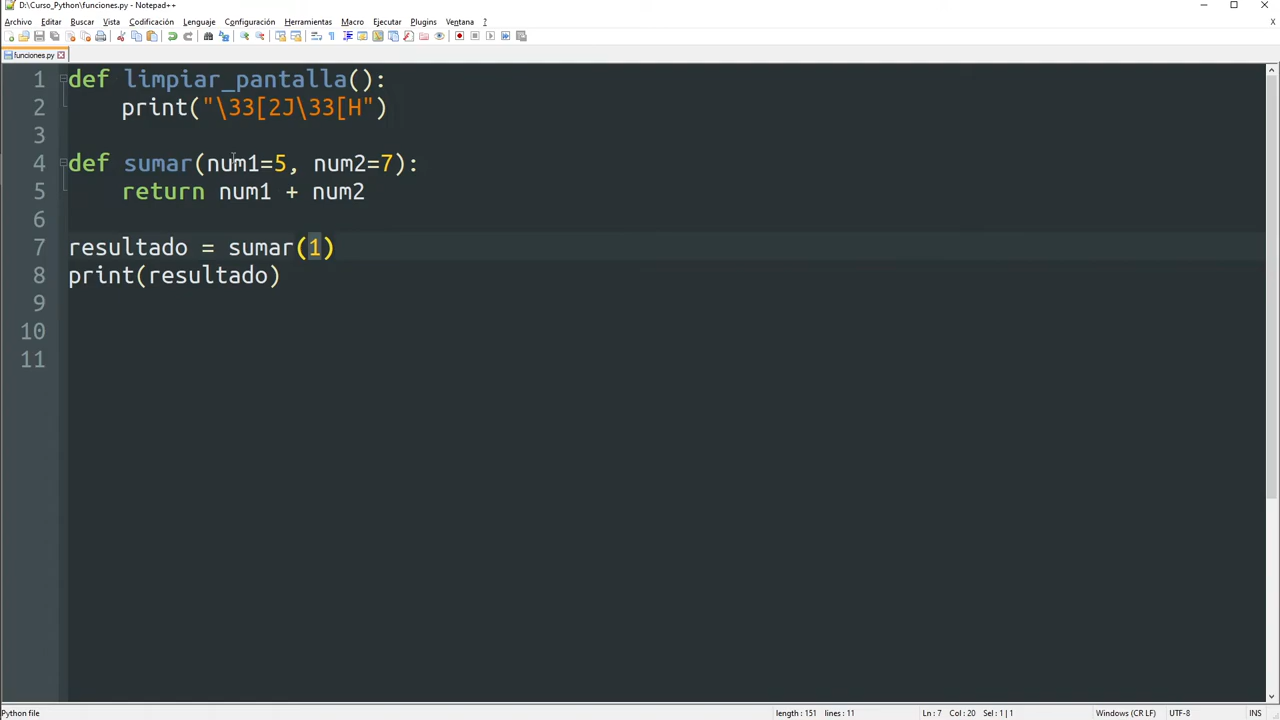 D:\Curso_Python\funciones.py - Notepad++
Archivo Editar Buscar Vista Codificación Lenguaje Configuración Herramientas Macro Ejecutar Plugins Ventana ?
X
funciones.py
1 def limpiar_pantalla():
2 print("\33[2J\33[H")
3
4 def sumar(num1=5, num2=7):
5 return num1 + num2
6
7 resultado = sumar(1)
8 print(resultado)
9
10
11
Python file length : 151 lines : 11 Ln : 7 Col : 20 Sel : 1 | 1 Windows (CR LF) UTF-8 INS